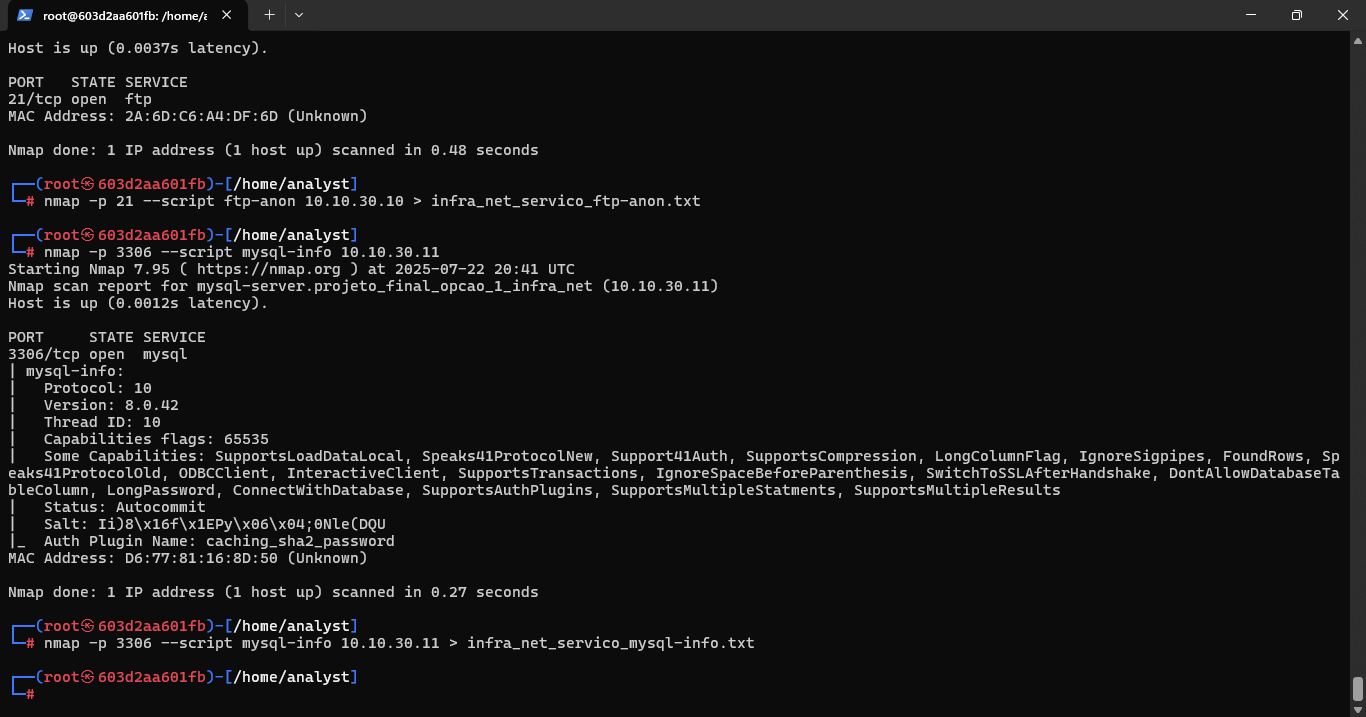 root@603d2aa601fb: /home/a
Host is up (0.0037s latency).
PORT   STATE SERVICE
21/tcp open  ftp
MAC Address: 2A:6D:C6:A4:DF:6D (Unknown)
Nmap done: 1 IP address (1 host up) scanned in 0.48 seconds
┌──(root㉿603d2aa601fb)-[/home/analyst]
└─# nmap -p 21 --script ftp-anon 10.10.30.10 > infra_net_servico_ftp-anon.txt
┌──(root㉿603d2aa601fb)-[/home/analyst]
└─# nmap -p 3306 --script mysql-info 10.10.30.11
Starting Nmap 7.95 ( https://nmap.org ) at 2025-07-22 20:41 UTC
Nmap scan report for mysql-server.projeto_final_opcao_1_infra_net (10.10.30.11)
Host is up (0.0012s latency).
PORT     STATE SERVICE
3306/tcp open  mysql
| mysql-info:
|   Protocol: 10
|   Version: 8.0.42
|   Thread ID: 10
|   Capabilities flags: 65535
|   Some Capabilities: SupportsLoadDataLocal, Speaks41ProtocolNew, Support41Auth, SupportsCompression, LongColumnFlag, IgnoreSigpipes, FoundRows, Sp
eaks41ProtocolOld, ODBCClient, InteractiveClient, SupportsTransactions, IgnoreSpaceBeforeParenthesis, SwitchToSSLAfterHandshake, DontAllowDatabaseTa
bleColumn, LongPassword, ConnectWithDatabase, SupportsAuthPlugins, SupportsMultipleStatments, SupportsMultipleResults
|   Status: Autocommit
|   Salt: Ii)8\x16f\x1EPy\x06\x04;0Nle(DQU
|_  Auth Plugin Name: caching_sha2_password
MAC Address: D6:77:81:16:8D:50 (Unknown)
Nmap done: 1 IP address (1 host up) scanned in 0.27 seconds
┌──(root㉿603d2aa601fb)-[/home/analyst]
└─# nmap -p 3306 --script mysql-info 10.10.30.11 > infra_net_servico_mysql-info.txt
┌──(root㉿603d2aa601fb)-[/home/analyst]
└─#